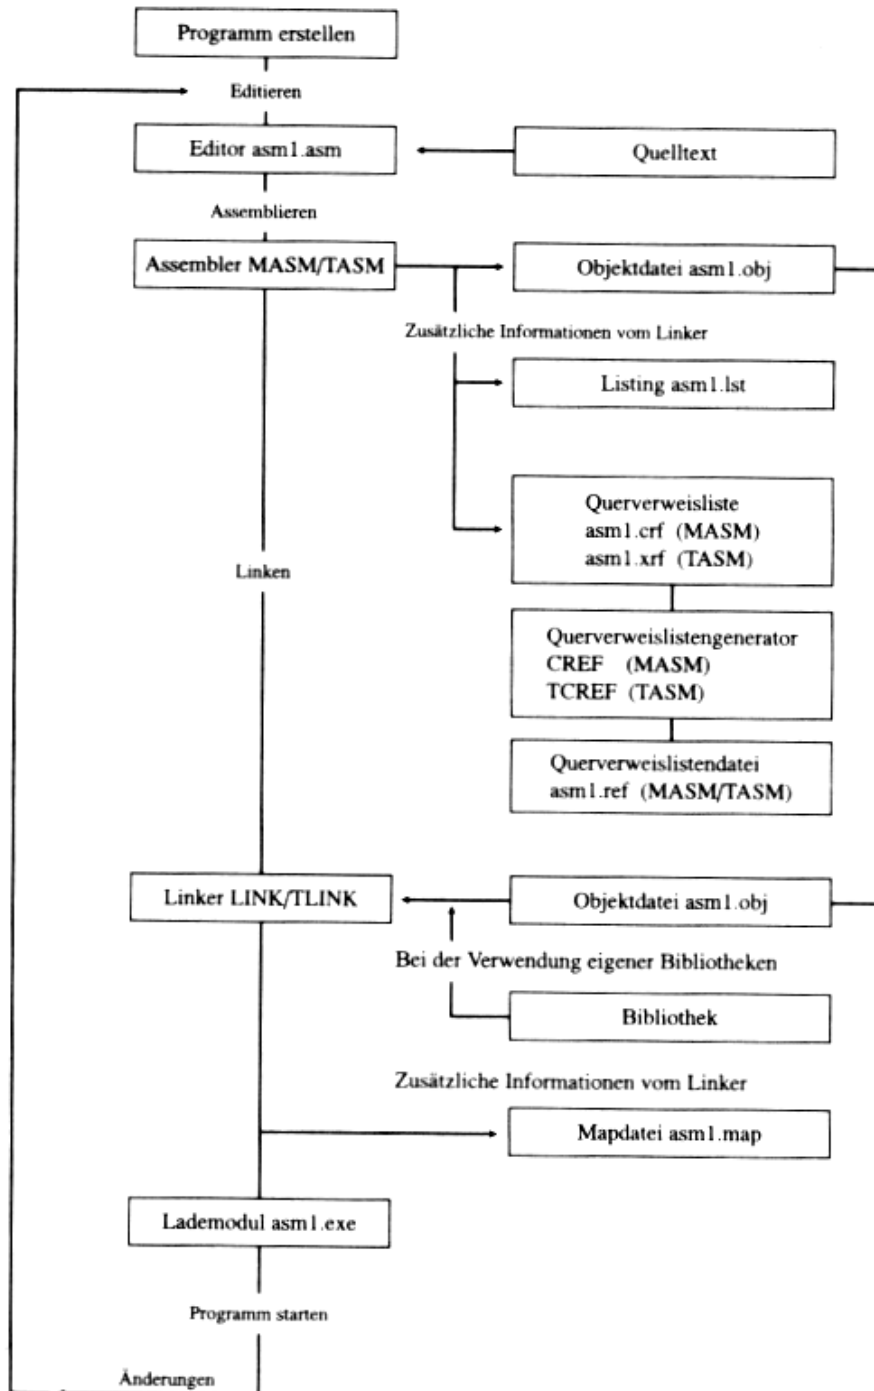 Programm erstellen
Editieren
Editor asm1.asm
Quelltext
Assemblieren
Assembler MASM/TASM
Objektdatei asm1.obj
Zusätzliche Informationen vom Linker
Listing asm1.lst
Querverweisliste
asm1.crf (MASM)
asm1.xrf (TASM)
Linken
Querverweislistengenerator
CREF (MASM)
TCREF (TASM)
Querverweislistendatei
asm1.ref (MASM/TASM)
Linker LINK/TLINK
Objektdatei asm1.obj
Bei der Verwendung eigener Bibliotheken
Bibliothek
Zusätzliche Informationen vom Linker
Mapdatei asm1.map
Lademodul asm1.exe
Programm starten
Änderungen